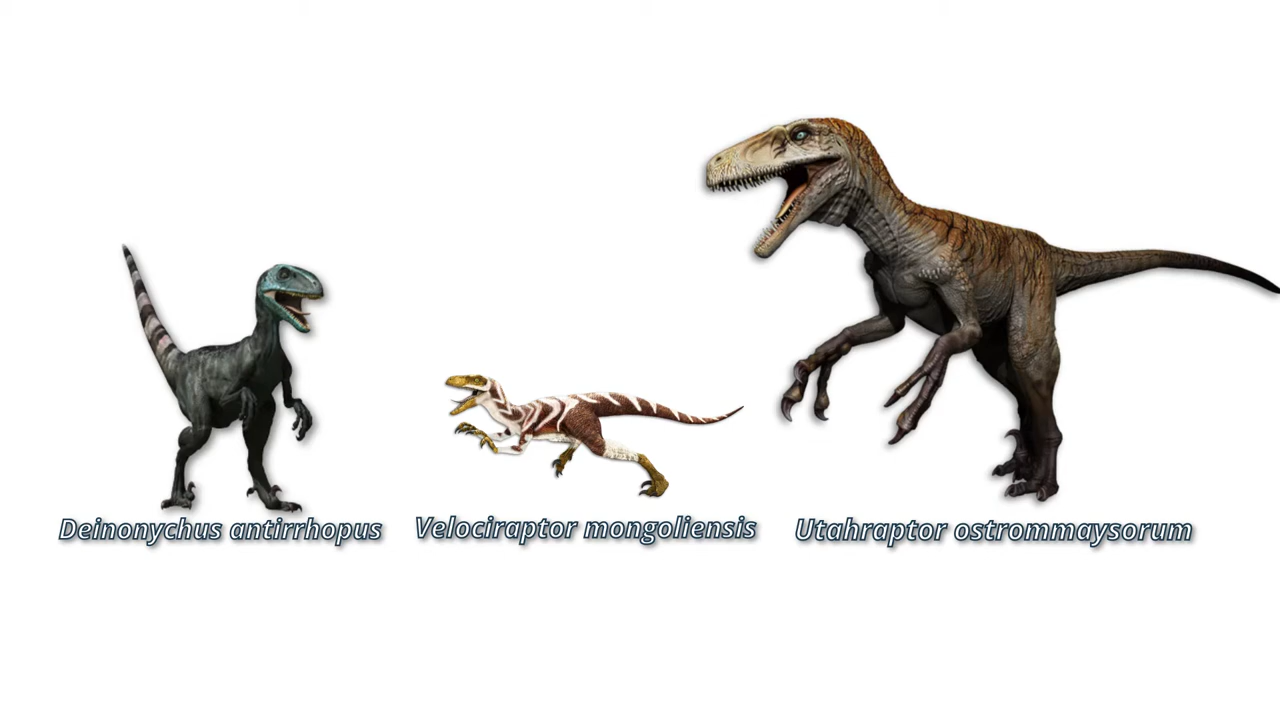 Deinonychus antirrhopus
Velociraptor mongoliensis
Utahraptor ostrommaysorum